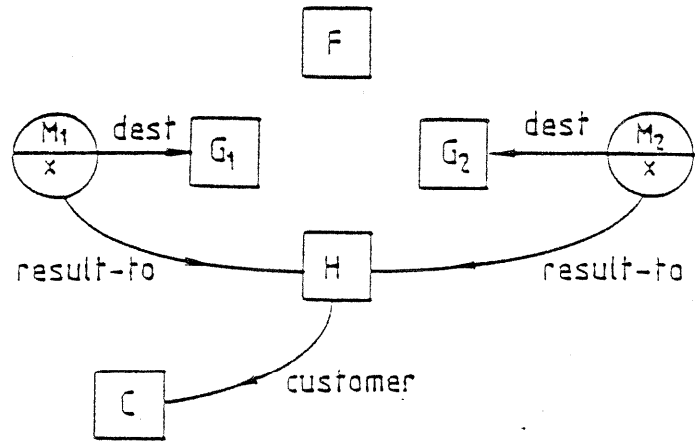 F
M₁
x
dest
G₁
G₂
dest
M₂
x
result-to
H
result-to
C
customer